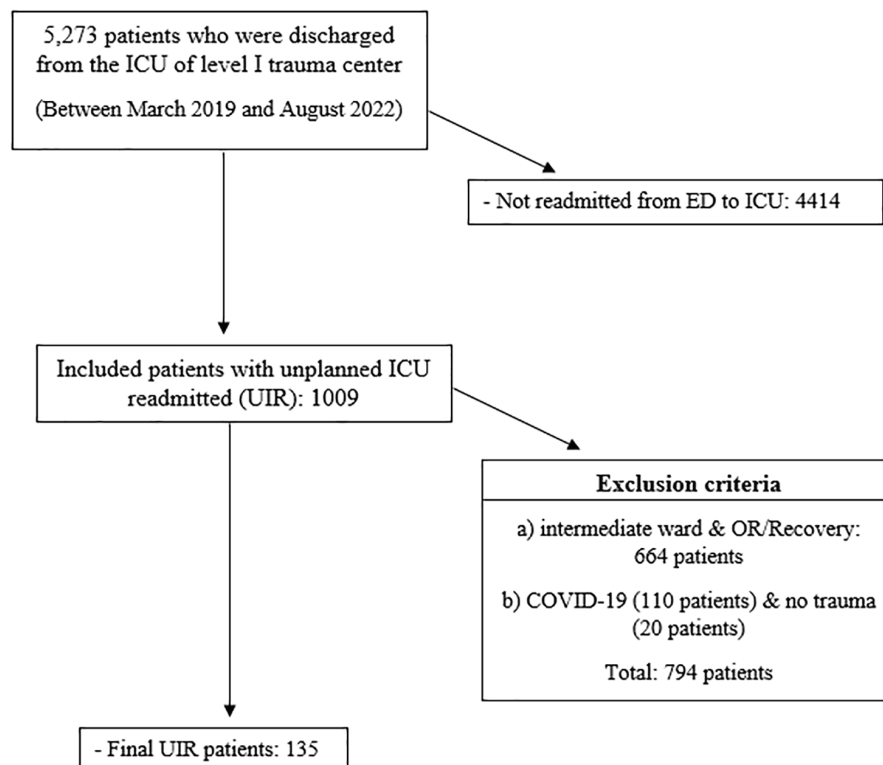 5,273 patients who were discharged
from the ICU of level I trauma center
(Between March 2019 and August 2022)
- Not readmitted from ED to ICU: 4414
Included patients with unplanned ICU
readmitted (UIR): 1009
Exclusion criteria
a) intermediate ward & OR/Recovery:
664 patients
b) COVID-19 (110 patients) & no trauma
(20 patients)
Total: 794 patients
- Final UIR patients: 135